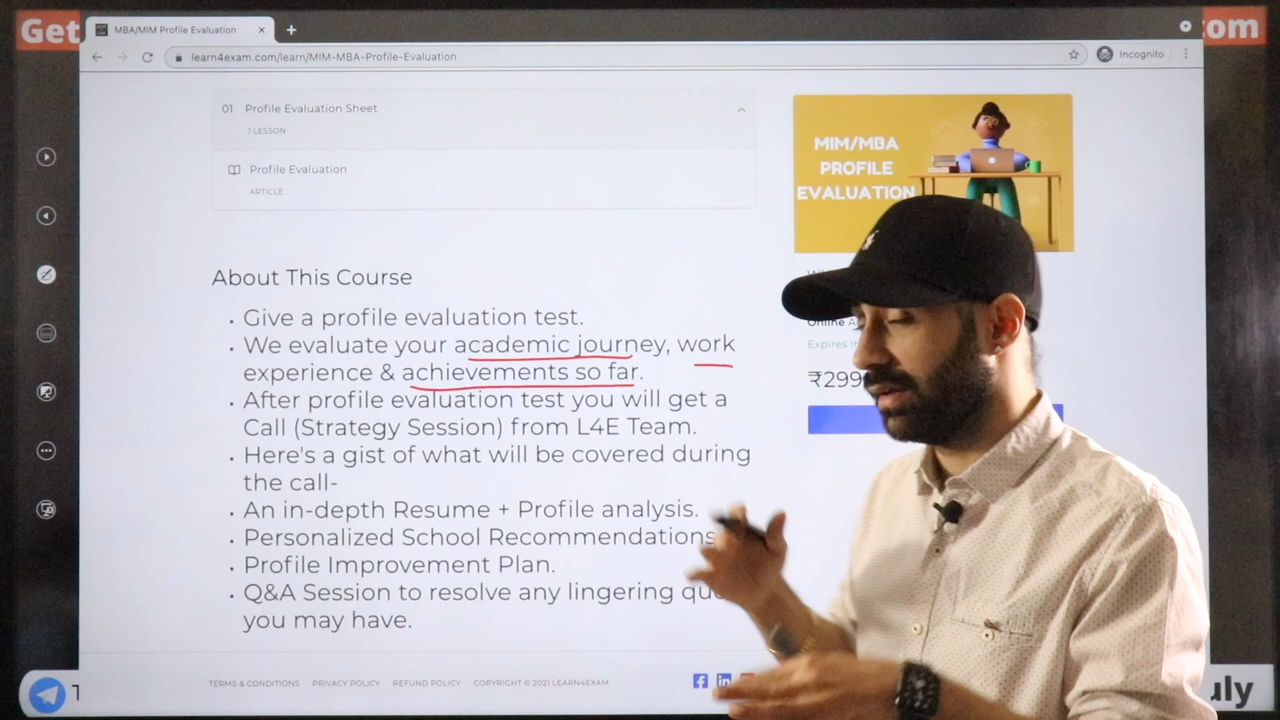 Get
com
MBA/MIM Profile Evaluation
learn4exam.com/learn/MIM-MBA-Profile-Evaluation
Incognito
01 Profile Evaluation Sheet
1 LESSON
Profile Evaluation
ARTICLE
MIM/MBA
PROFILE
EVALUATION
About This Course
Give a profile evaluation test.
We evaluate your academic journey, work
experience & achievements so far.
After profile evaluation test you will get a
Call (Strategy Session) from L4E Team.
Here's a gist of what will be covered during
the call-
An in-depth Resume + Profile analysis.
Personalized School Recommendations
Profile Improvement Plan.
Q&A Session to resolve any lingering
you may have.
Online
Expires in
₹299
TERMS & CONDITIONS PRIVACY POLICY REFUND POLICY COPYRIGHT © 2021 LEARN4EXAM